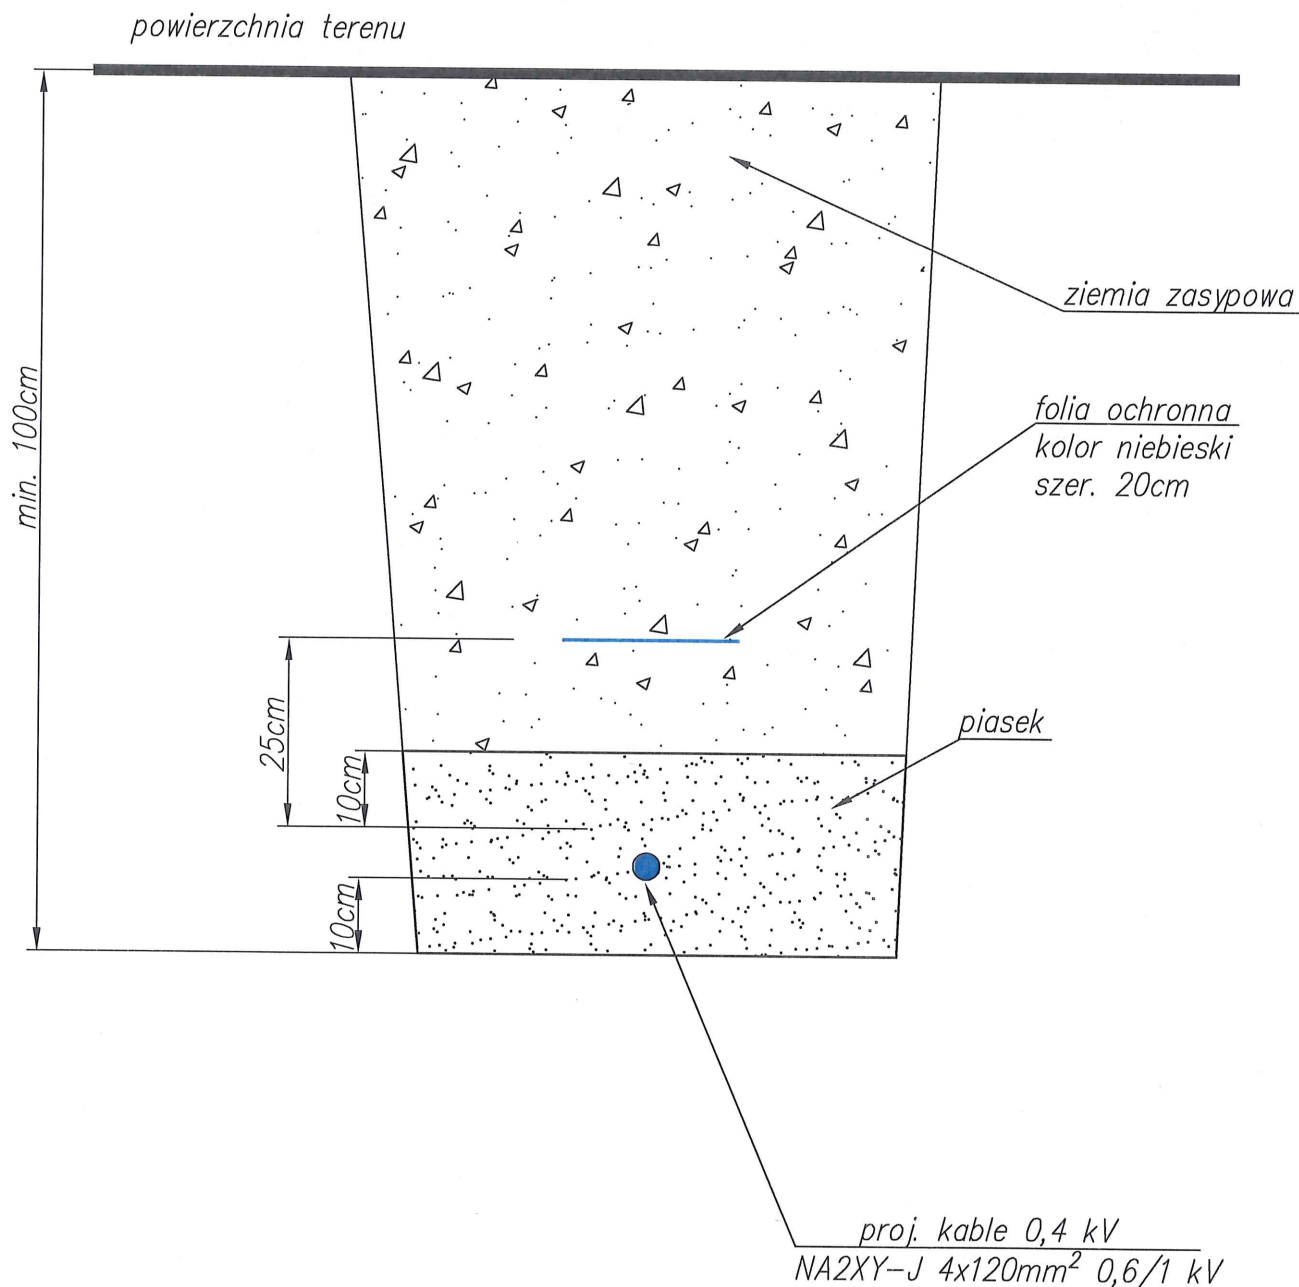 powierzchnia terenu
ziemia zasypowa
min. 100cm
folia ochronna
kolor niebieski
szer. 20cm
25cm
10cm
piasek
10cm
proj. kable 0,4 kV
NA2XY-J 4x120mm² 0,6/1 kV